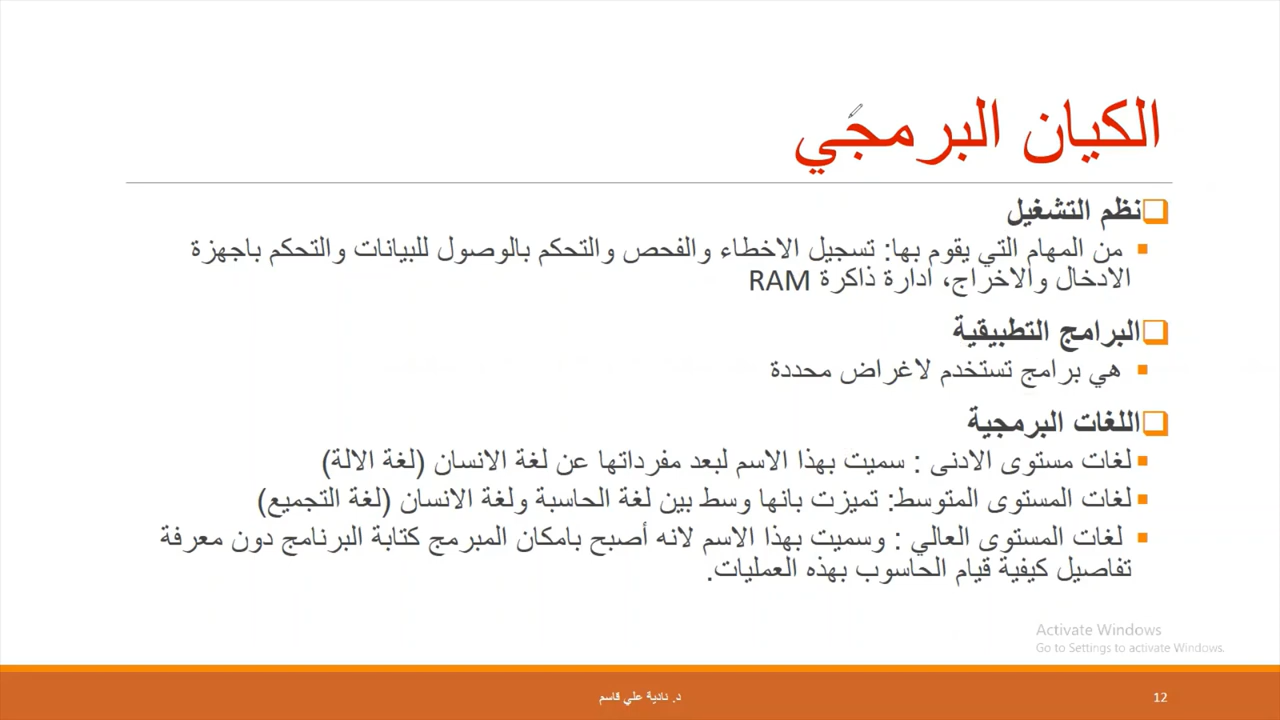 الكيان البرمجي
نظم التشغيل
من المهام التي يقوم بها: تسجيل الاخطاء والفحص والتحكم بالوصول للبيانات والتحكم باجهزة
الادخال والاخراج، ادارة ذاكرة RAM
البرامج التطبيقية
هي برامج تستخدم لاغراض محددة
اللغات البرمجية
لغات مستوى الادنى : سميت بهذا الاسم لبعد مفرداتها عن لغة الانسان (لغة الالة)
لغات المستوى المتوسط: تميزت بانها وسط بين لغة الحاسبة ولغة الانسان (لغة التجميع)
لغات المستوى العالي : وسميت بهذا الاسم لانه أصبح بامكان المبرمج كتابة البرنامج دون معرفة
تفاصيل كيفية قيام الحاسوب بهذه العمليات.
Activate Windows
Go to Settings to activate Windows.
د. نادية علي قاسم
12